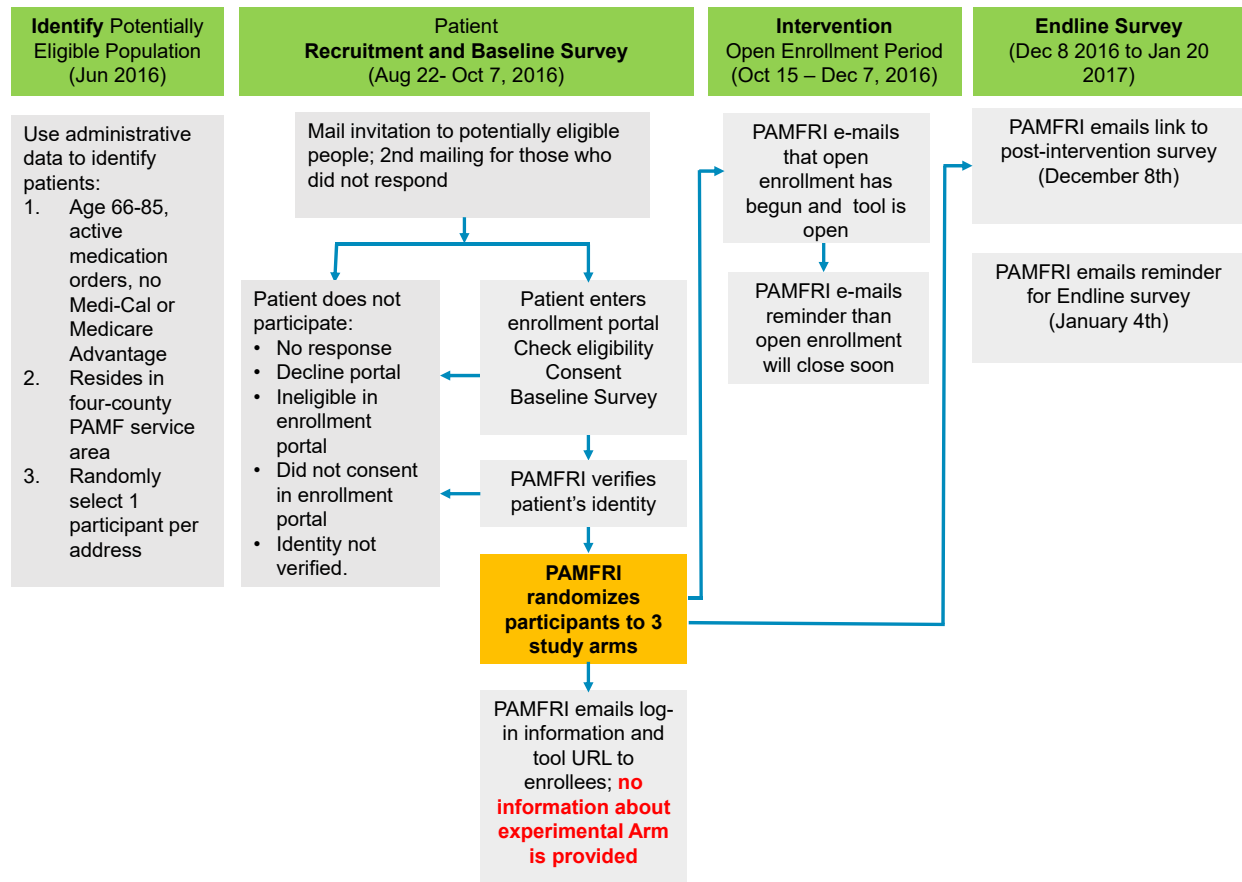 Identify Potentially
Eligible Population
(Jun 2016)
Patient
Recruitment and Baseline Survey
(Aug 22- Oct 7, 2016)
Intervention
Open Enrollment Period
(Oct 15 – Dec 7, 2016)
Endline Survey
(Dec 8 2016 to Jan 20
2017)
Use administrative
data to identify
patients:
1. Age 66-85,
active
medication
orders, no
Medi-Cal or
Medicare
Advantage
2. Resides in
four-county
PAMF service
area
3. Randomly
select 1
participant per
address
Mail invitation to potentially eligible
people; 2nd mailing for those who
did not respond
Patient does not
participate:
• No response
• Decline portal
• Ineligible in
enrollment
portal
• Did not consent
in enrollment
portal
• Identity not
verified.
Patient enters
enrollment portal
Check eligibility
Consent
Baseline Survey
PAMFRI verifies
patient’s identity
PAMFRI
randomizes
participants to 3
study arms
PAMFRI emails log-
in information and
tool URL to
enrollees; no
information about
experimental Arm
is provided
PAMFRI e-mails
that open
enrollment has
begun and tool is
open
PAMFRI e-mails
reminder than
open enrollment
will close soon
PAMFRI emails link to
post-intervention survey
(December 8th)
PAMFRI emails reminder
for Endline survey
(January 4th)